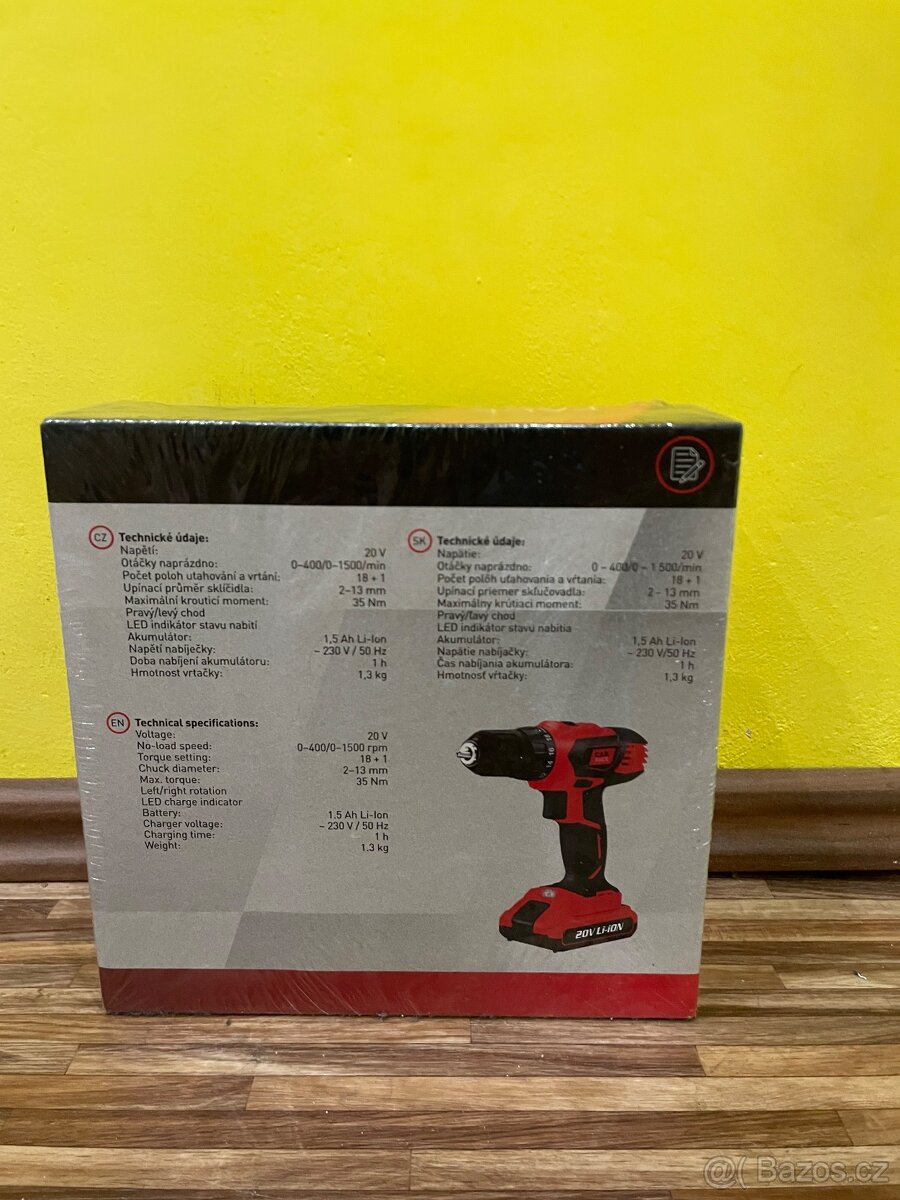 CZ Technické údaje:
Napětí: 20 V
Otáčky naprázdno: 0–400/0–1500/min
Počet poloh utahování a vrtání: 18 + 1
Upínací průměr sklíčidla: 2–13 mm
Maximální krouticí moment: 35 Nm
Pravý/levý chod
LED indikátor stavu nabití
Akumulátor: 1,5 Ah Li-Ion
Napětí nabíječky: ~ 230 V / 50 Hz
Doba nabíjení akumulátoru: 1 h
Hmotnost vrtačky: 1,3 kg
SK Technické údaje:
Napätie: 20 V
Otáčky naprázdno: 0 – 400/0 – 1 500/min
Počet polôh uťahovania a vŕtania: 18 + 1
Upínací priemer skľučovadla: 2 – 13 mm
Maximálny krútiaci moment: 35 Nm
Pravý/ľavý chod
LED indikátor stavu nabitia
Akumulátor: 1,5 Ah Li-Ion
Napätie nabíjačky: ~ 230 V/50 Hz
Čas nabíjania akumulátora: 1 h
Hmotnosť vŕtačky: 1,3 kg
EN Technical specifications:
Voltage: 20 V
No-load speed: 0–400/0–1500 rpm
Torque setting: 18 + 1
Chuck diameter: 2–13 mm
Max. torque: 35 Nm
Left/right rotation
LED charge indicator
Battery: 1.5 Ah Li-Ion
Charger voltage: ~ 230 V / 50 Hz
Charging time: 1 h
Weight: 1.3 kg
20V Li-ION
@( Bazos.cz